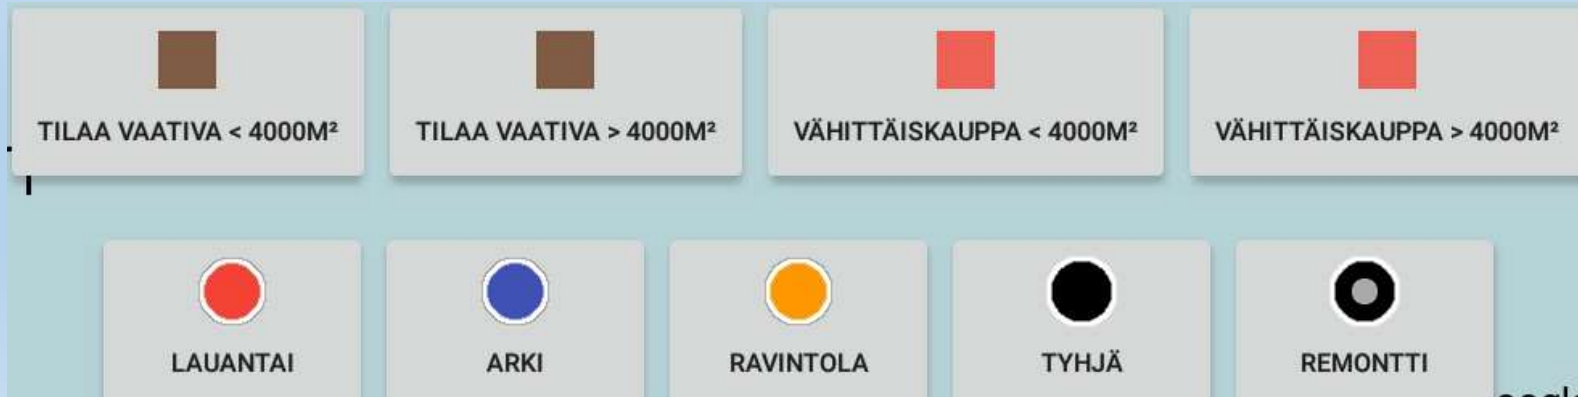 TILAA VAATIVA < 4000M²
TILAA VAATIVA > 4000M²
VÄHITTÄISKAUPPA < 4000M²
VÄHITTÄISKAUPPA > 4000M²
LAUANTAI
ARKI
RAVINTOLA
TYHJÄ
REMONTTI